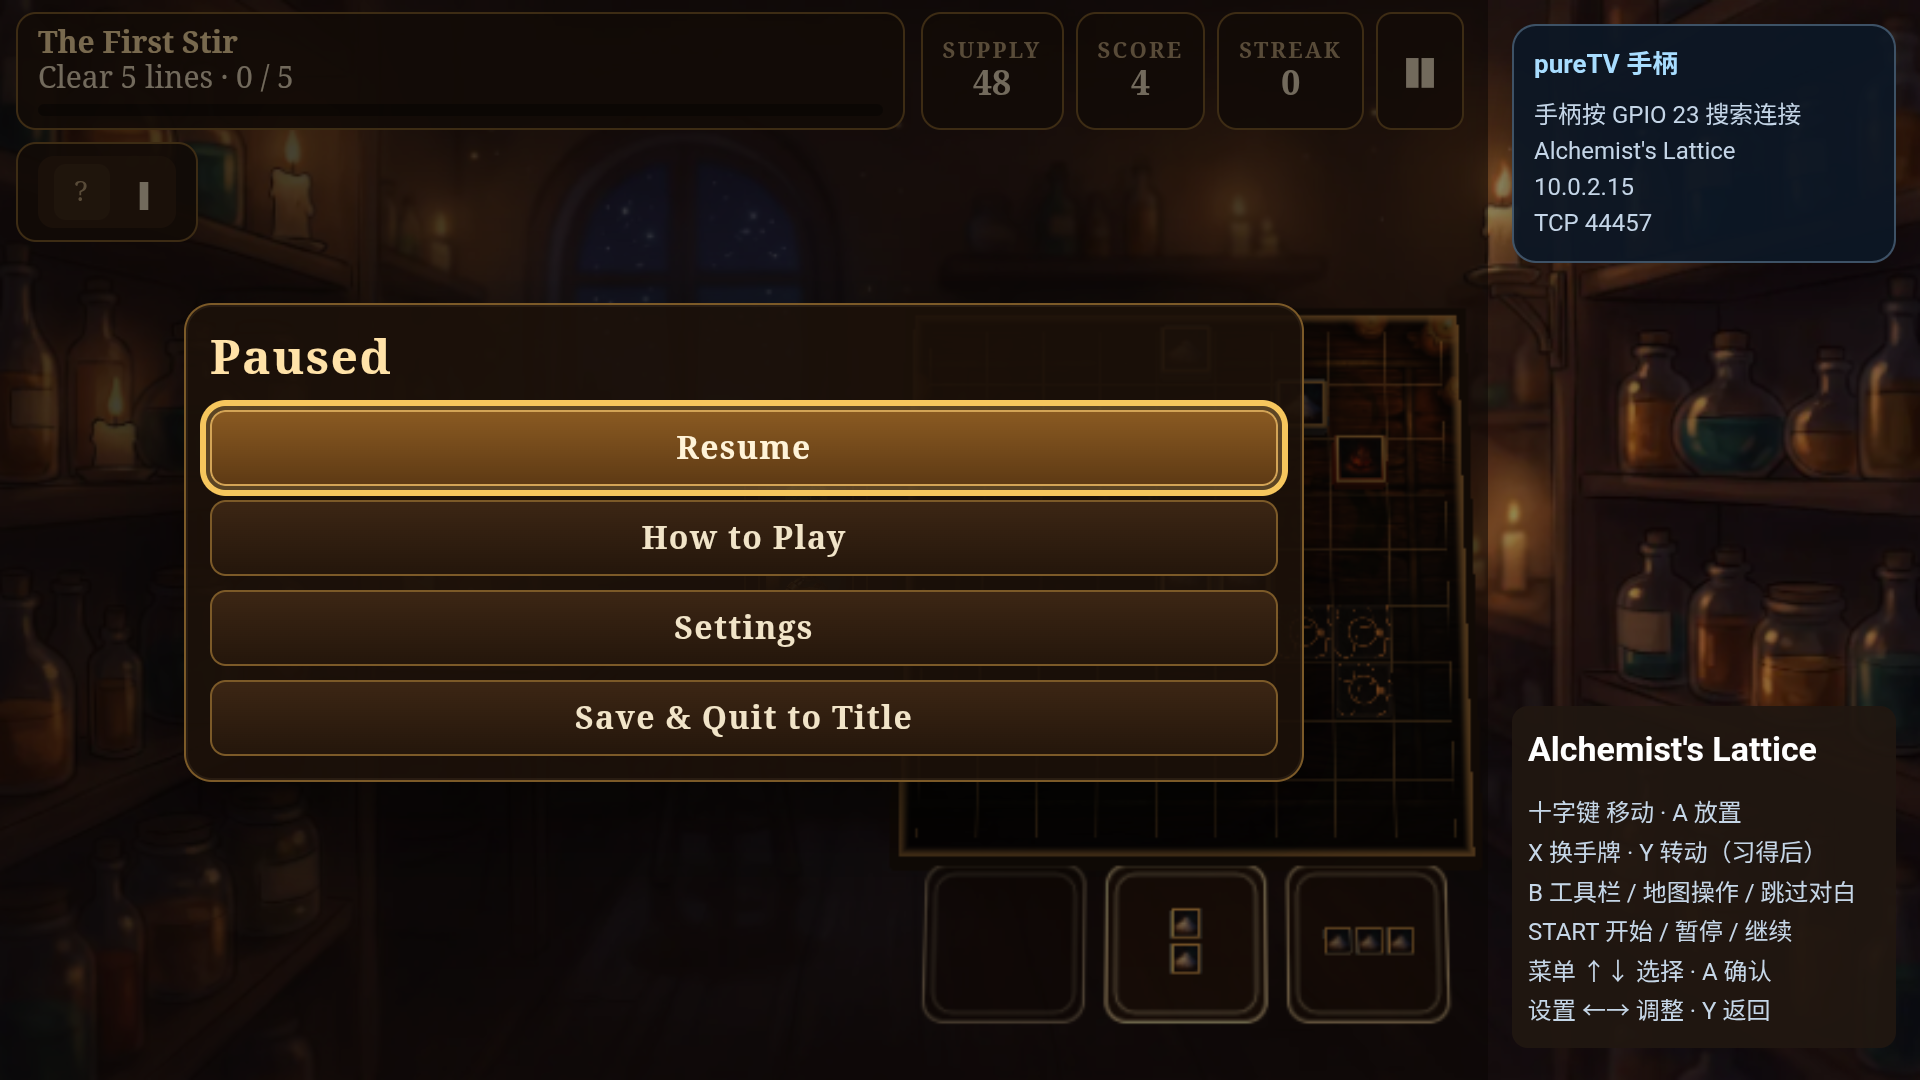 The First Stir
Clear 5 lines · 0 / 5
SUPPLY
48
SCORE
4
STREAK
0
?
Paused
Resume
How to Play
Settings
Save & Quit to Title
pureTV 手柄
手柄按 GPIO 23 搜索连接
Alchemist's Lattice
10.0.2.15
TCP 44457
Alchemist's Lattice
十字键 移动 · A 放置
X 换手牌 · Y 转动（习得后）
B 工具栏 / 地图操作 / 跳过对白
START 开始 / 暂停 / 继续
菜单 ↑↓ 选择 · A 确认
设置 ←→ 调整 · Y 返回